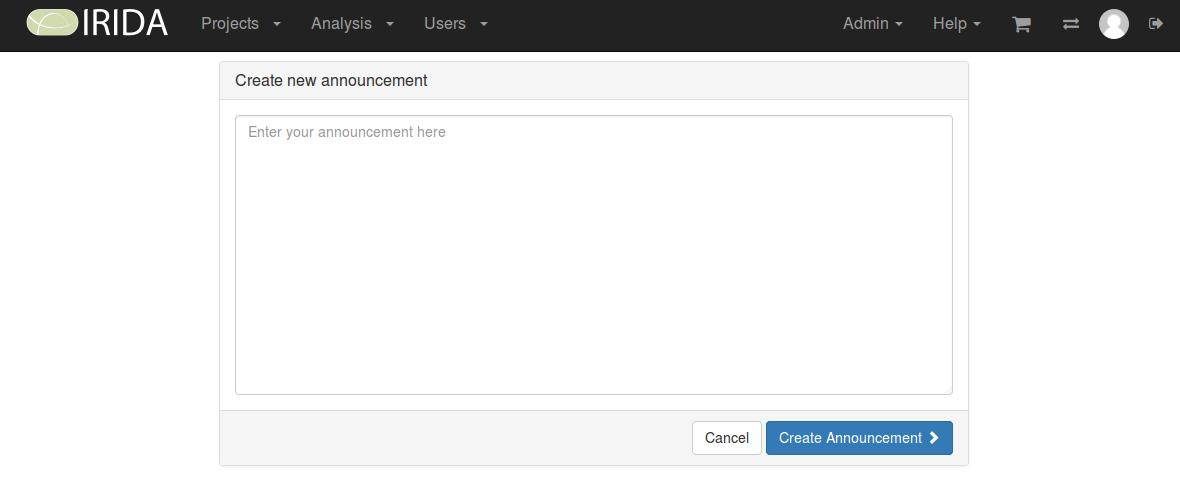 IRIDA Projects Analysis Users Admin Help
Create new announcement
Enter your announcement here
Cancel Create Announcement